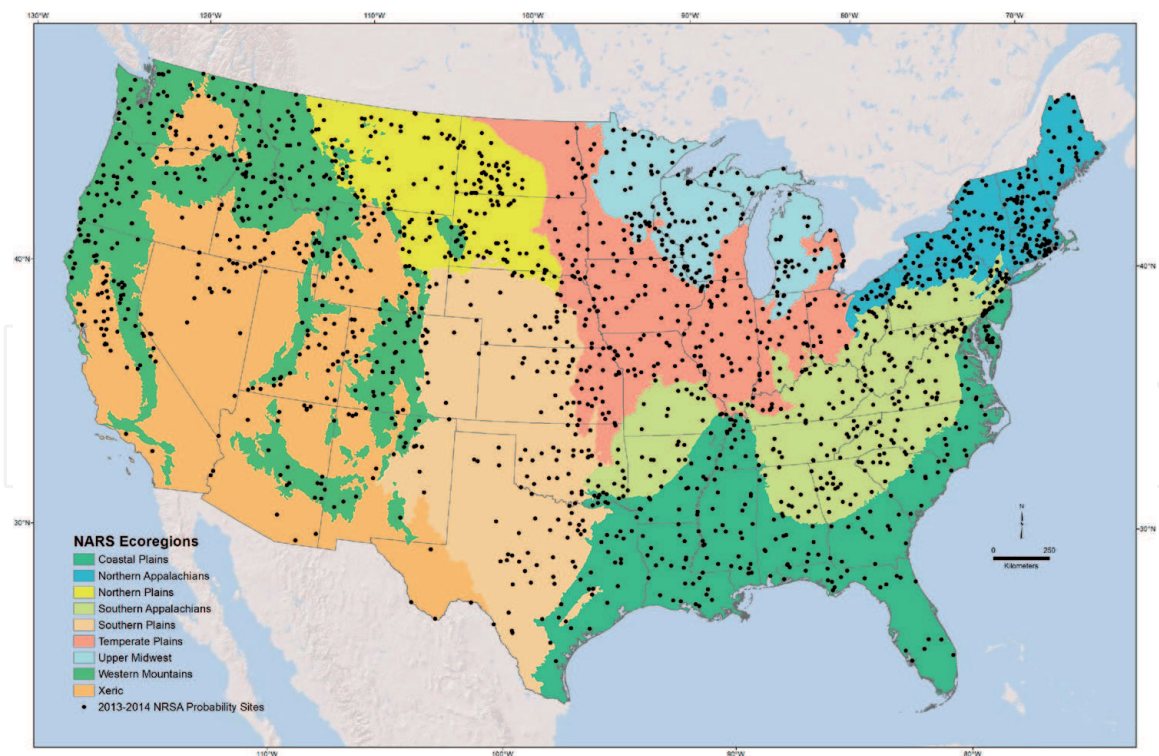 130°W 120°W 110°W 100°W 90°W 80°W 70°W
40°N 40°N
30°N 30°N
N
0 250
Kilometers
NARS Ecoregions
Coastal Plains
Northern Appalachians
Northern Plains
Southern Appalachians
Southern Plains
Temperate Plains
Upper Midwest
Western Mountains
Xeric
2013-2014 NRSA Probability Sites
110°W 100°W 90°W 80°W